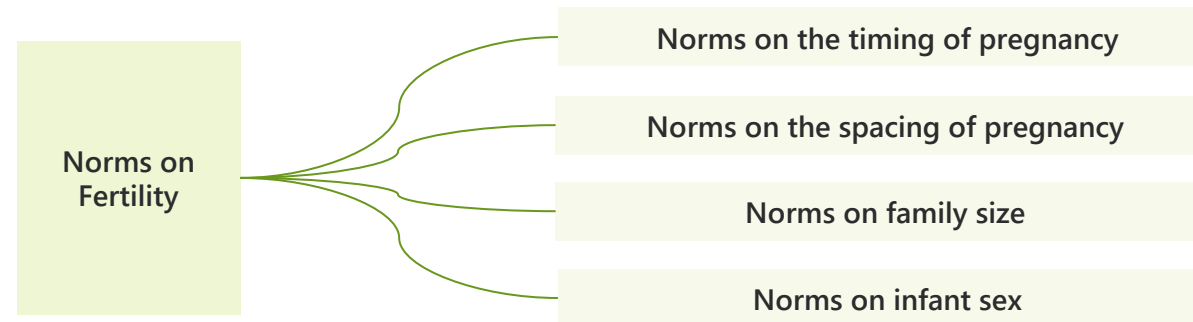 Norms on the timing of pregnancy
Norms on the spacing of pregnancy
Norms on
Fertility
Norms on family size
Norms on infant sex